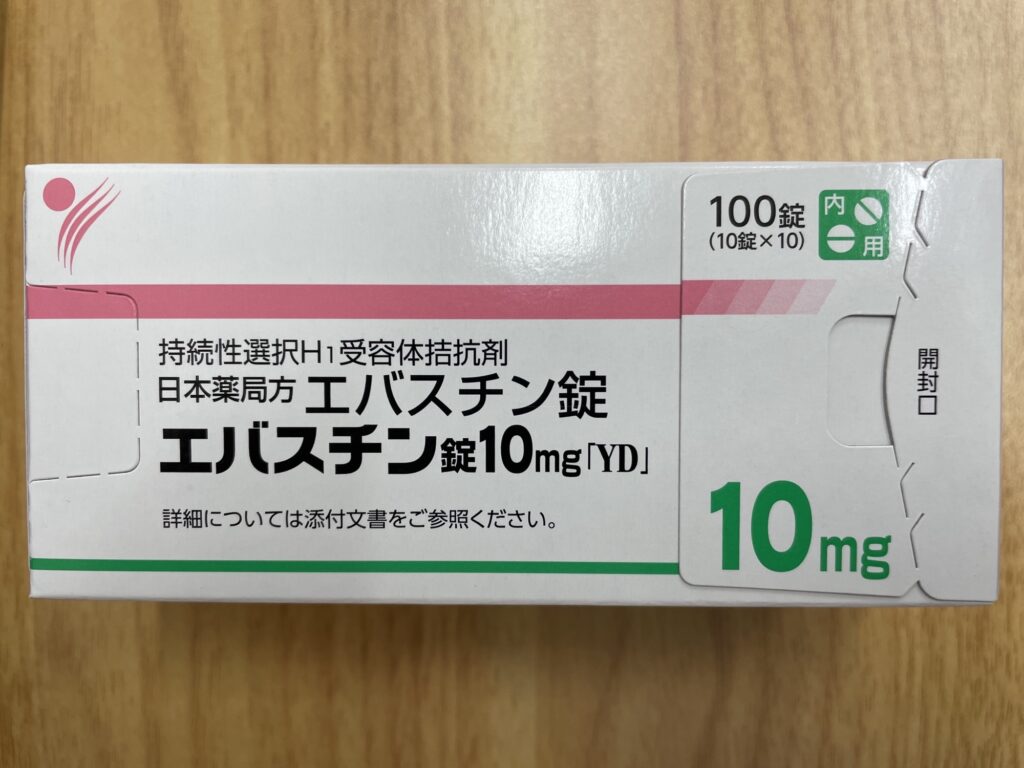 100錠
(10錠×10)
内
用
持続性選択H1受容体拮抗剤
日本薬局方 エバスチン錠
エバスチン錠10mg「YD」
詳細については添付文書をご参照ください。
10mg
開封口